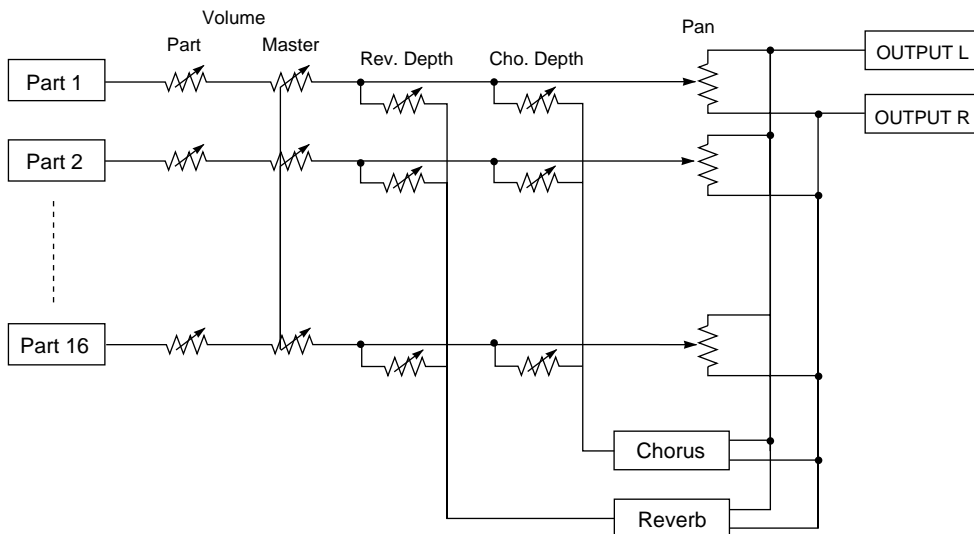 Volume
Part Master Rev. Depth Cho. Depth Pan
Part 1
OUTPUT L
OUTPUT R
Part 2
Part 16
Chorus
Reverb